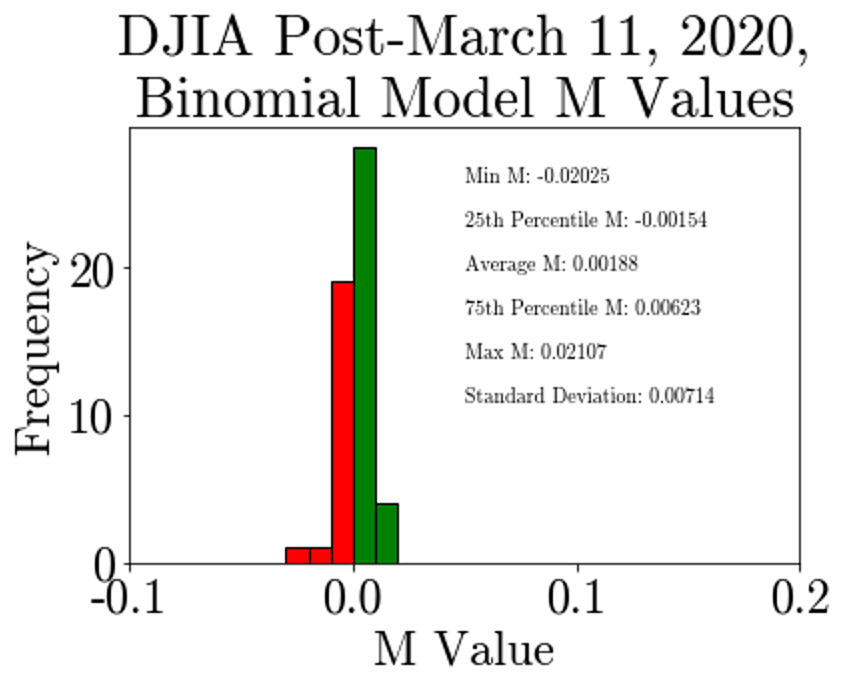 DJIA Post-March 11, 2020,
Binomial Model M Values
Min M: -0.02025
25th Percentile M: -0.00154
Average M: 0.00188
75th Percentile M: 0.00623
Max M: 0.02107
Standard Deviation: 0.00714
Frequency
20
10
0
-0.1 0.0 0.1 0.2
M Value